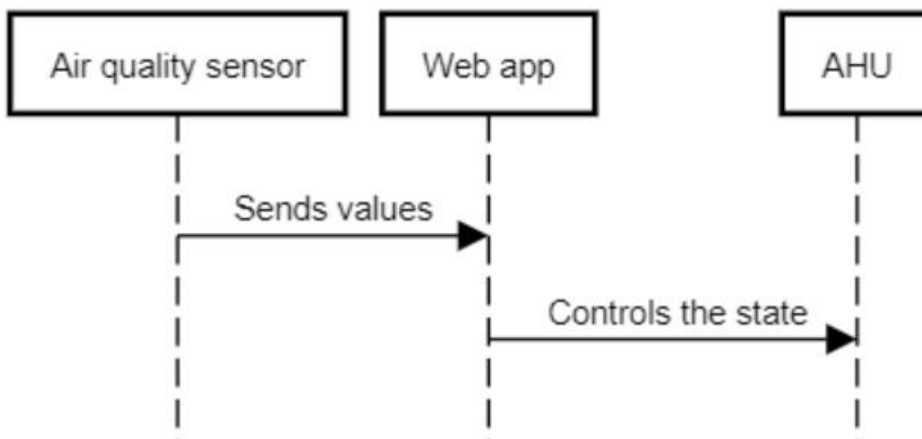 Air quality sensor
Web app
AHU
Sends values
Controls the state